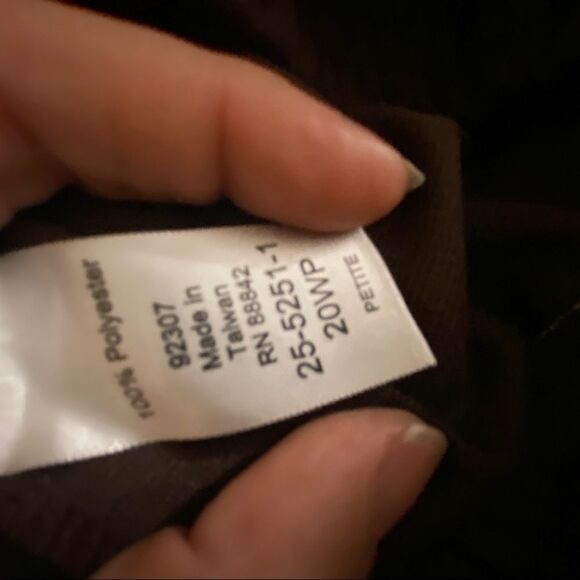 100% Polyester
92307
Made in
Taiwan
RN 88842
25-5251-1
20WP
PETITE